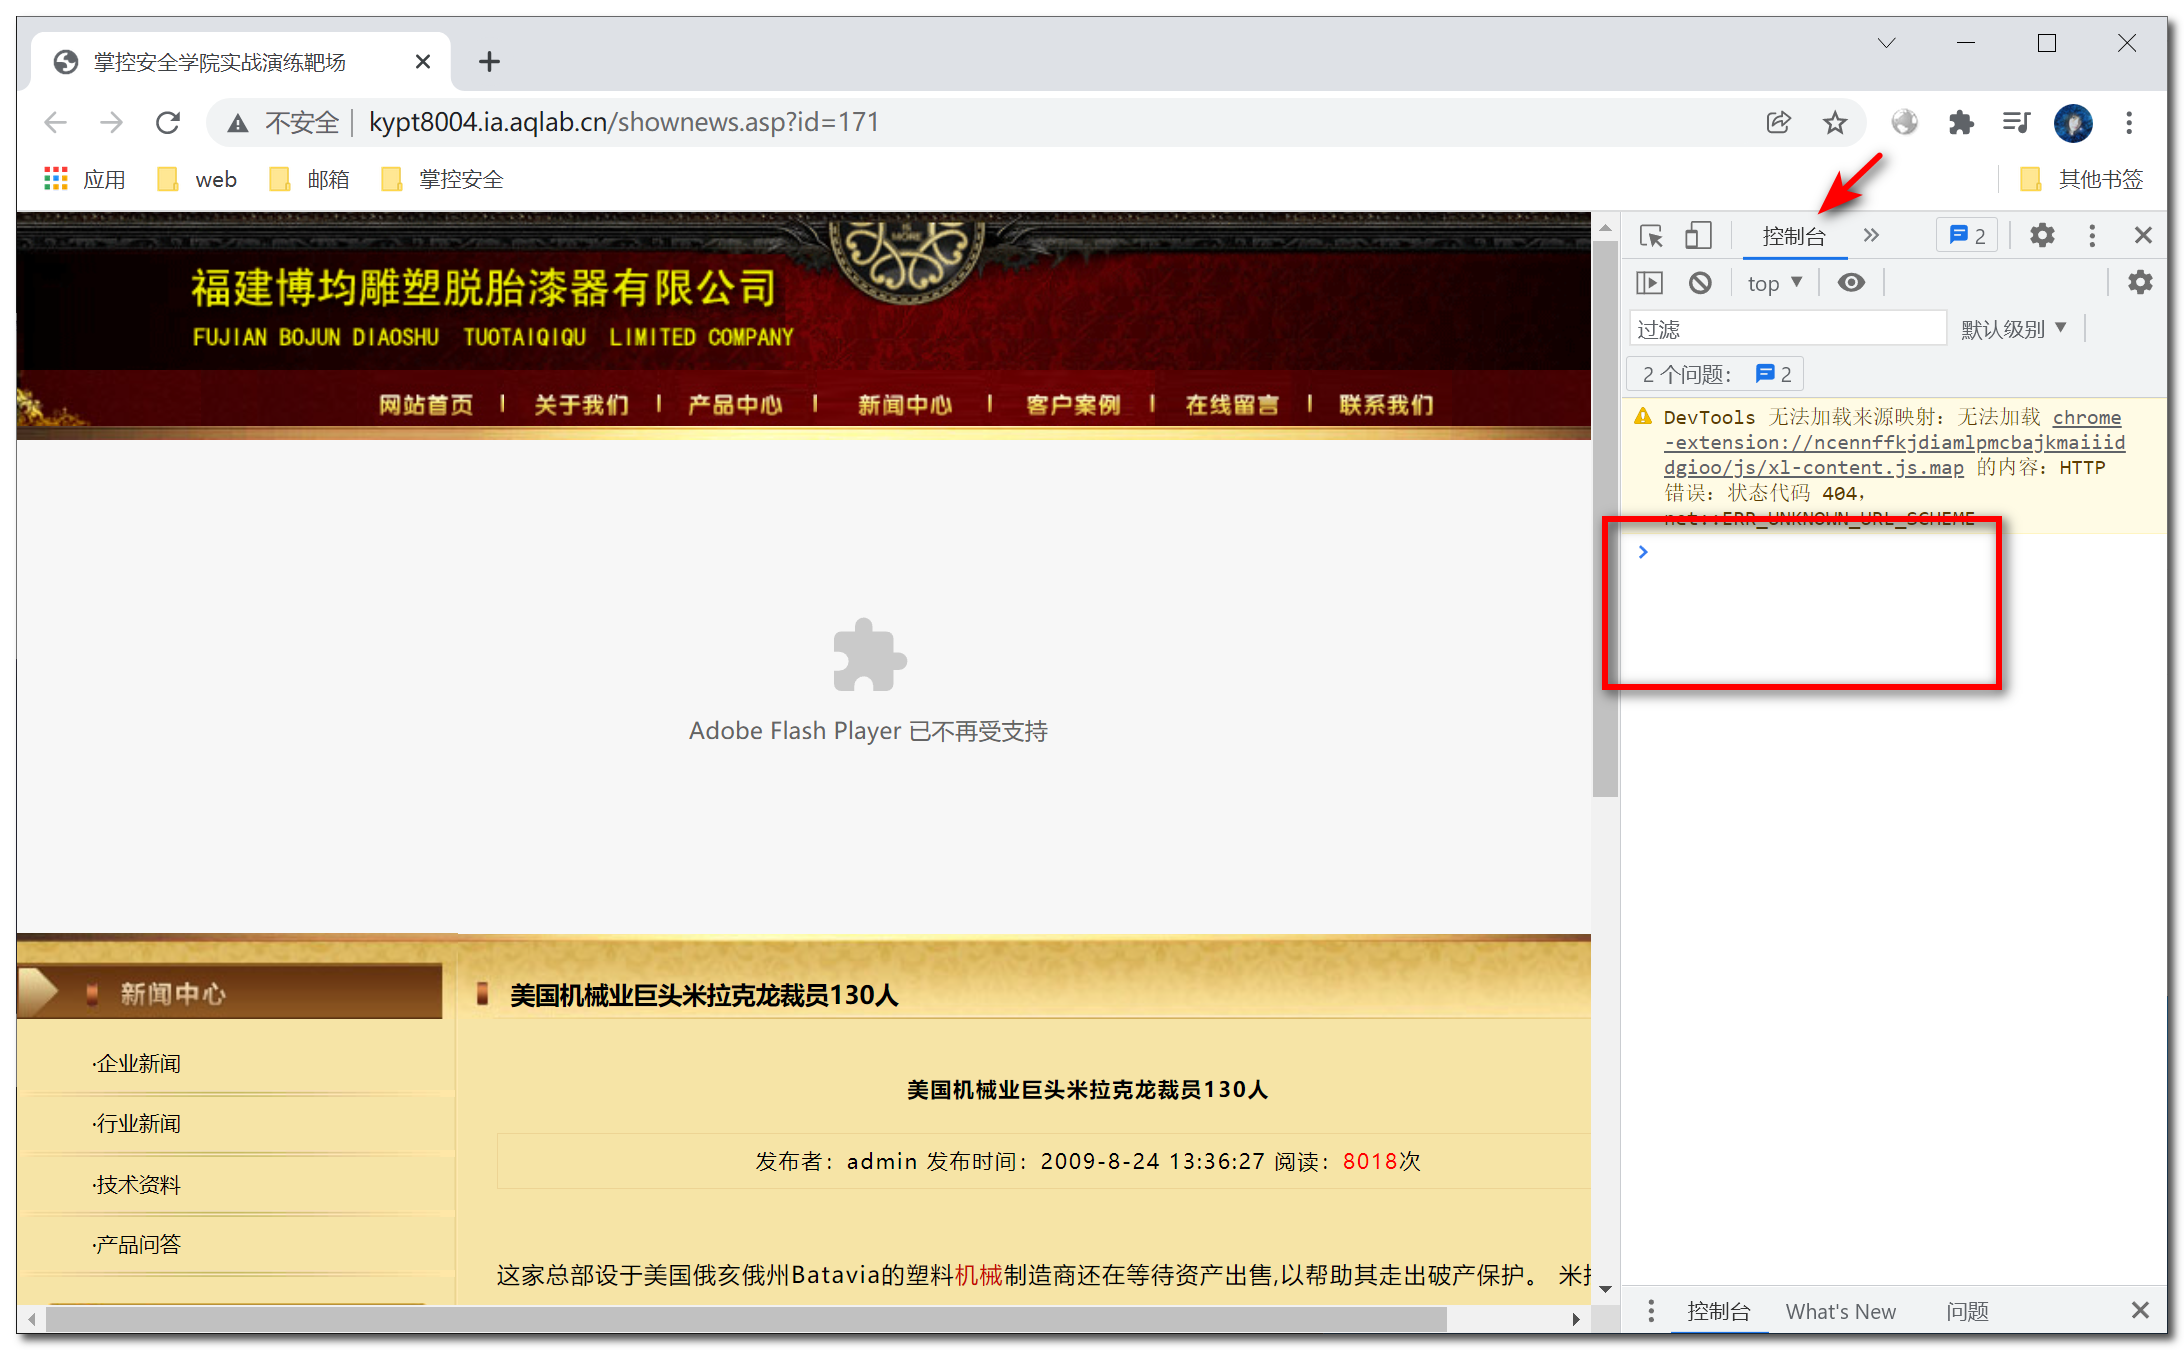 掌控安全学院实战演练靶场
不安全 kypt8004.ia.aqlab.cn/shownews.asp?id=171
应用 web 邮箱 掌控安全 其他书签
福建博均雕塑脱胎漆器有限公司
FUJIAN BOJUN DIAOSHU TUOTAIQIQU LIMITED COMPANY
网站首页 关于我们 产品中心 新闻中心 客户案例 在线留言 联系我们
Adobe Flash Player 已不再受支持
新闻中心
·企业新闻
·行业新闻
·技术资料
·产品问答
美国机械业巨头米拉克龙裁员130人
美国机械业巨头米拉克龙裁员130人
发布者：admin 发布时间：2009-8-24 13:36:27 阅读：8018次
这家总部设于美国俄亥俄州Batavia的塑料机械制造商还在等待资产出售,以帮助其走出破产保护。 米
控制台 2
top
过滤 默认级别
2 个问题： 2
DevTools 无法加载来源映射：无法加载 chrome
-extension://ncennffkjdiamlpmcbajkmaiiid
dgioo/js/xl-content.js.map 的内容：HTTP
错误：状态代码 404，
net::ERR_UNKNOWN_URL_SCHEME
控制台 What's New 问题